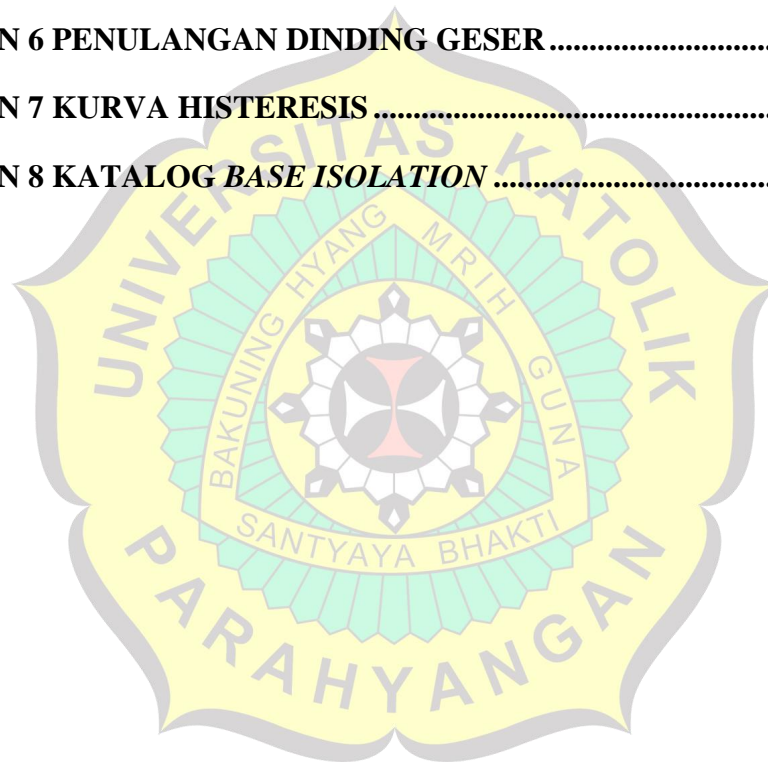 N 6 PENULANGAN DINDING GESER ..............................
N 7 KURVA HISTERESIS ....................................................
N 8 KATALOG BASE ISOLATION .....................................
UNIVERSITAS KATOLIK
PARAHYANGAN
BAKUNING HYANG MRIH GUNA
SANTYAYA BHAKTI